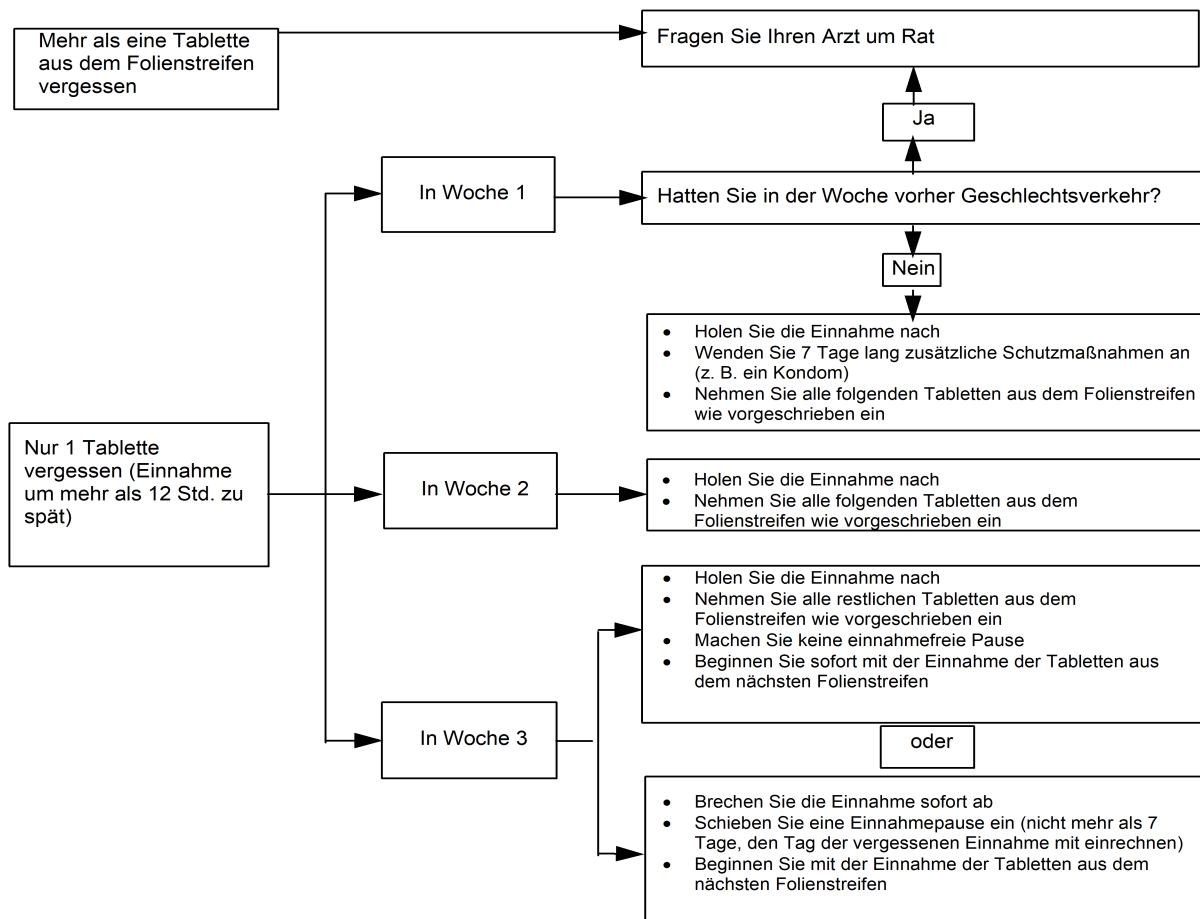 Mehr als eine Tablette
aus dem Folienstreifen
vergessen
Fragen Sie Ihren Arzt um Rat
Ja
In Woche 1
Hatten Sie in der Woche vorher Geschlechtsverkehr?
Nein
• Holen Sie die Einnahme nach
• Wenden Sie 7 Tage lang zusätzliche Schutzmaßnahmen an
(z. B. ein Kondom)
• Nehmen Sie alle folgenden Tabletten aus dem Folienstreifen
wie vorgeschrieben ein
Nur 1 Tablette
vergessen (Einnahme
um mehr als 12 Std. zu
spät)
In Woche 2
• Holen Sie die Einnahme nach
• Nehmen Sie alle folgenden Tabletten aus dem
Folienstreifen wie vorgeschrieben ein
In Woche 3
• Holen Sie die Einnahme nach
• Nehmen Sie alle restlichen Tabletten aus dem
Folienstreifen wie vorgeschrieben ein
• Machen Sie keine einnahmefreie Pause
• Beginnen Sie sofort mit der Einnahme der Tabletten aus
dem nächsten Folienstreifen
oder
• Brechen Sie die Einnahme sofort ab
• Schieben Sie eine Einnahmepause ein (nicht mehr als 7
Tage, den Tag der vergessenen Einnahme mit einrechnen)
• Beginnen Sie mit der Einnahme der Tabletten aus dem
nächsten Folienstreifen